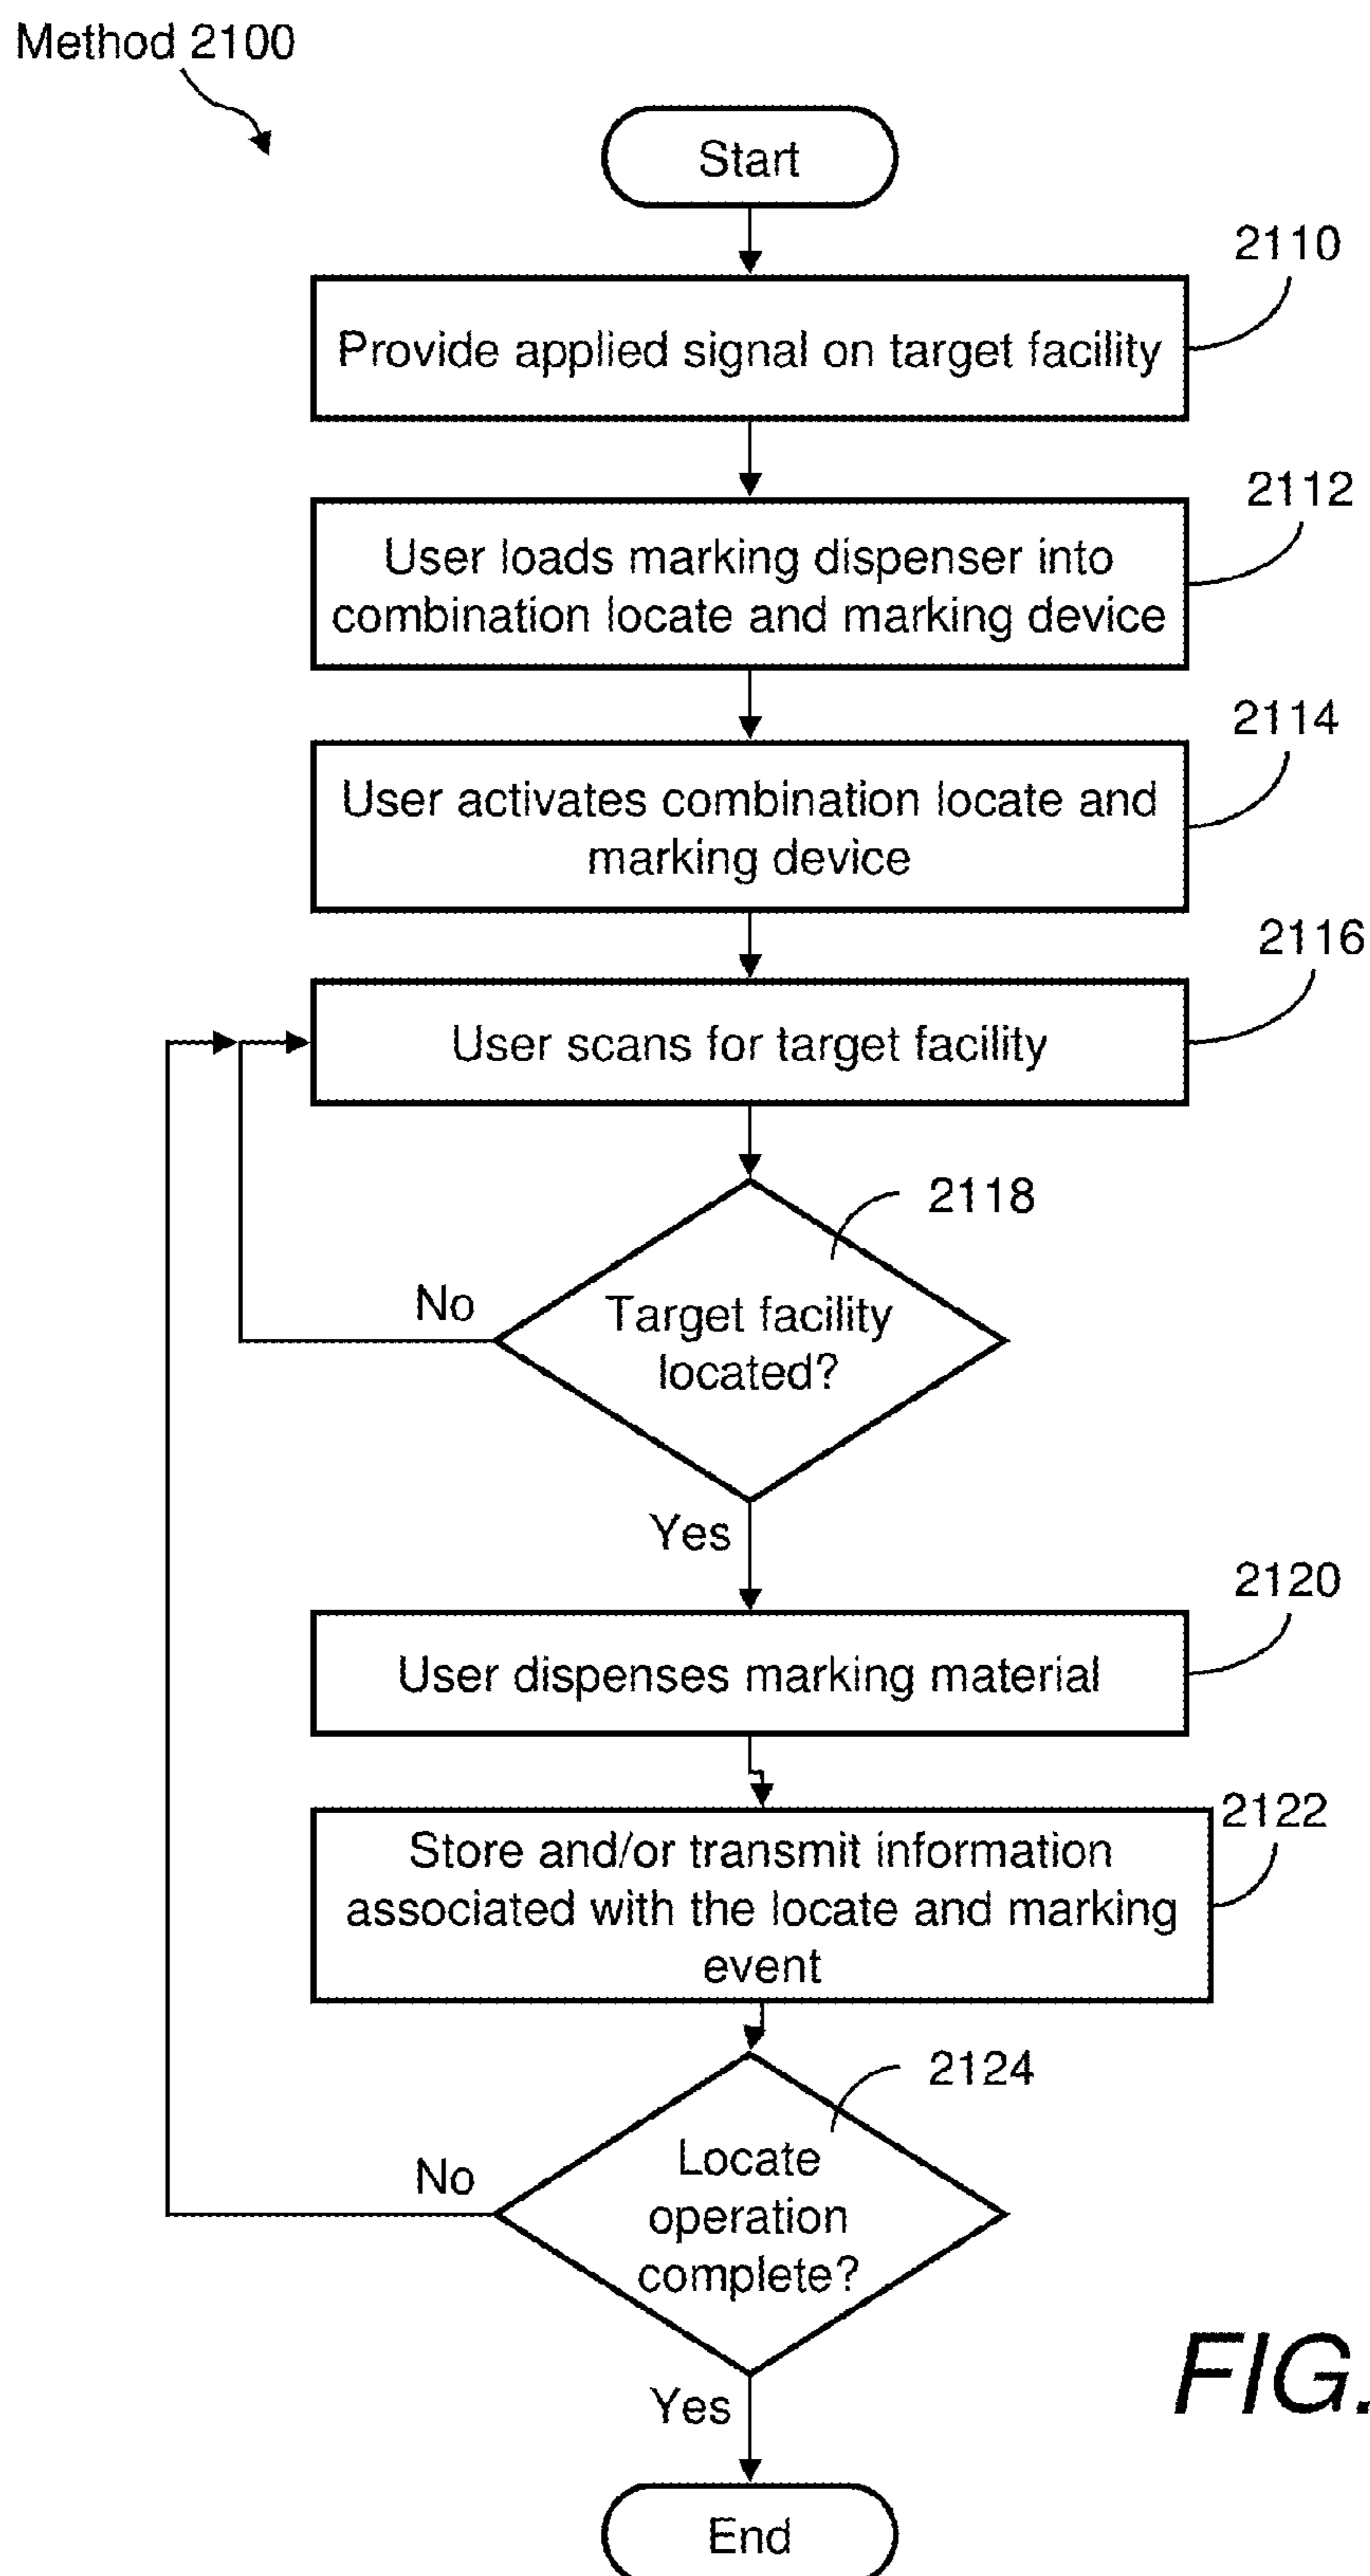 Method 2100
Start
2110
Provide applied signal on target facility
2112
User loads marking dispenser into
combination locate and marking device
2114
User activates combination locate and
marking device
2116
User scans for target facility
2118
No
Target facility
located?
Yes
2120
User dispenses marking material
2122
Store and/or transmit information
associated with the locate and marking
event
2124
No
Locate
operation
complete?
Yes
FIG.
End